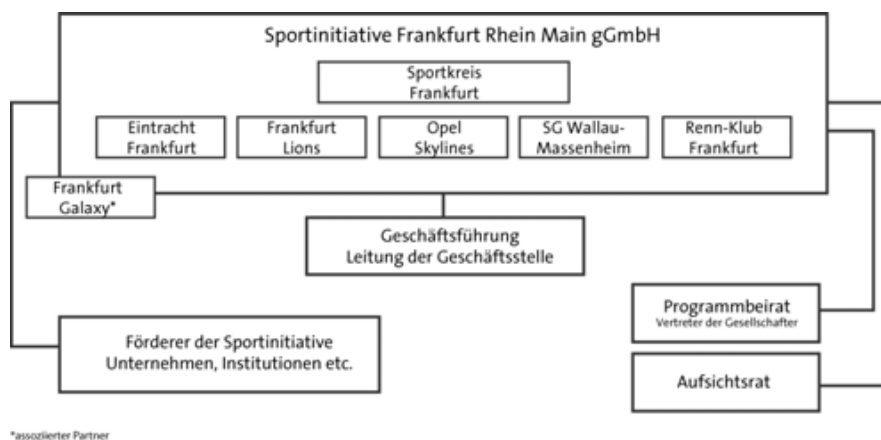 Sportinitiative Frankfurt Rhein Main gGmbH
Sportkreis
Frankfurt
Eintracht
Frankfurt
Frankfurt
Lions
Opel
Skylines
SG Wallau-
Massenheim
Renn-Klub
Frankfurt
Frankfurt
Galaxy*
Geschäftsführung
Leitung der Geschäftsstelle
Programmbeirat
Vertreter der Gesellschafter
Förderer der Sportinitiative
Unternehmen, Institutionen etc.
Aufsichtsrat
*assoziierter Partner